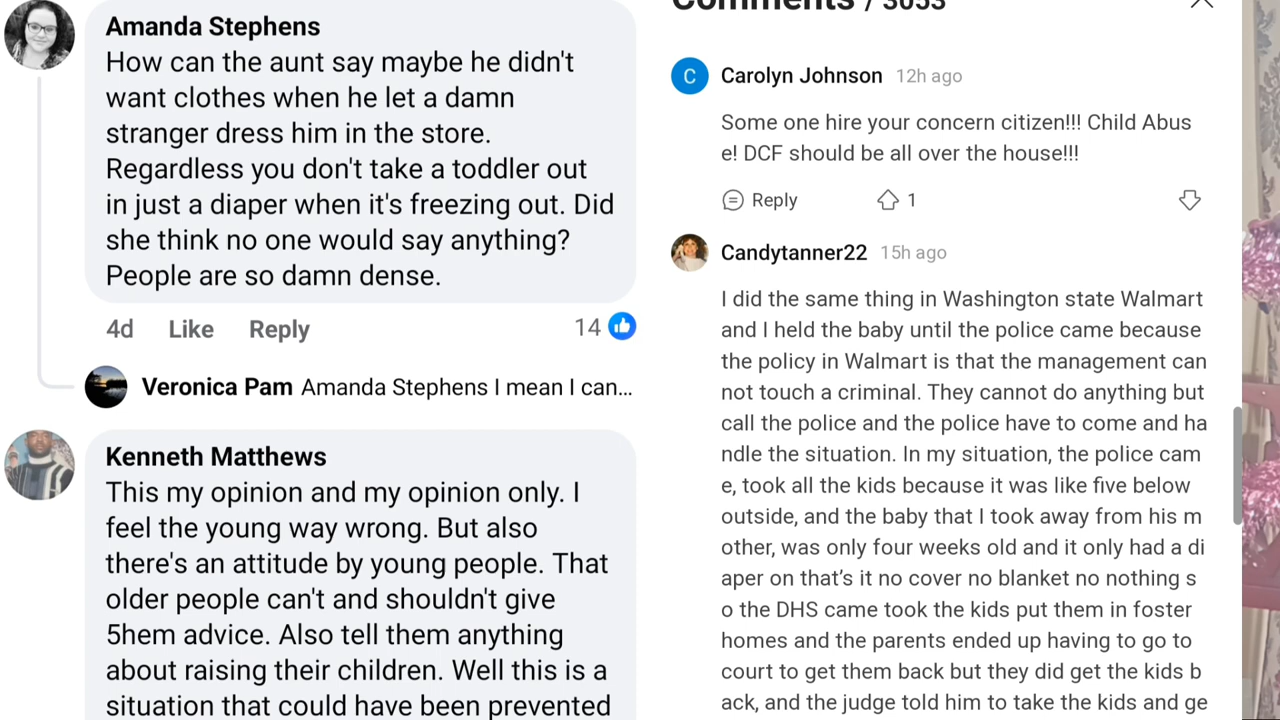 Amanda Stephens
How can the aunt say maybe he didn't
want clothes when he let a damn
stranger dress him in the store.
Regardless you don't take a toddler out
in just a diaper when it's freezing out. Did
she think no one would say anything?
People are so damn dense.
4d Like Reply 14
Veronica Pam Amanda Stephens I mean I can...
Kenneth Matthews
This my opinion and my opinion only. I
feel the young way wrong. But also
there's an attitude by young people. That
older people can't and shouldn't give
5hem advice. Also tell them anything
about raising their children. Well this is a
situation that could have been prevented
Comments / 3053
C
Carolyn Johnson 12h ago
Some one hire your concern citizen!!! Child Abus
e! DCF should be all over the house!!!
Reply 1
Candytanner22 15h ago
I did the same thing in Washington state Walmart
and I held the baby until the police came because
the policy in Walmart is that the management can
not touch a criminal. They cannot do anything but
call the police and the police have to come and ha
ndle the situation. In my situation, the police cam
e, took all the kids because it was like five below
outside, and the baby that I took away from his m
other, was only four weeks old and it only had a di
aper on that’s it no cover no blanket no nothing s
o the DHS came took the kids put them in foster
homes and the parents ended up having to go to
court to get them back but they did get the kids b
ack, and the judge told him to take the kids and ge